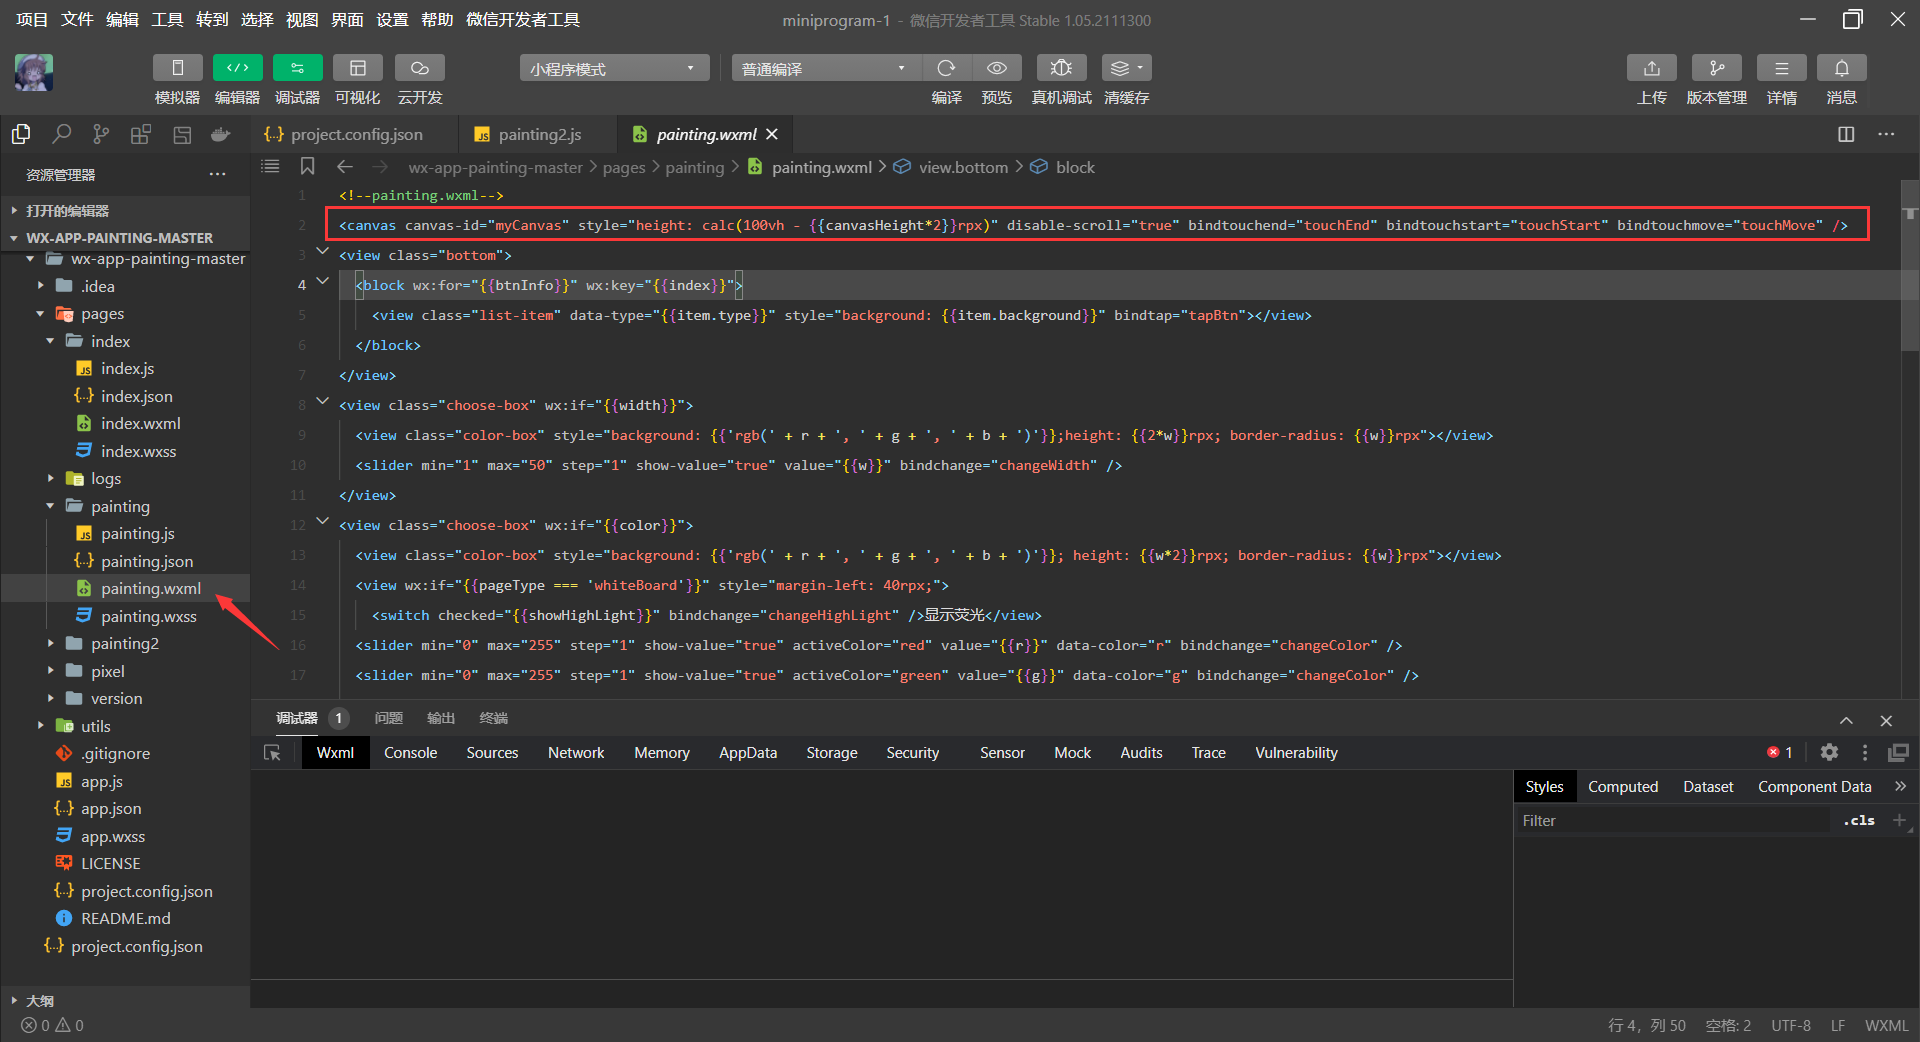 项目 文件 编辑 工具 转到 选择 视图 界面 设置 帮助 微信开发者工具
miniprogram-1 - 微信开发者工具 Stable 1.05.2111300
小程序模式
普通编译
模拟器 编辑器 调试器 可视化 云开发
编译 预览 真机调试 清缓存
上传 版本管理 详情 消息
project.config.json
painting2.js
painting.wxml
资源管理器
打开的编辑器
WX-APP-PAINTING-MASTER
wx-app-painting-master
.idea
pages
index
index.js
index.json
index.wxml
index.wxss
logs
painting
painting.js
painting.json
painting.wxml
painting.wxss
painting2
pixel
version
utils
.gitignore
app.js
app.json
app.wxss
LICENSE
project.config.json
README.md
project.config.json
大纲
wx-app-painting-master > pages > painting > painting.wxml > view.bottom > block
1 <!--painting.wxml-->
2 <canvas canvas-id="myCanvas" style="height: calc(100vh - {{canvasHeight*2}}rpx)" disable-scroll="true" bindtouchend="touchEnd" bindtouchstart="touchStart" bindtouchmove="touchMove" />
3 <view class="bottom">
4 <block wx:for="{{btnInfo}}" wx:key="{{index}}">
5 <view class="list-item" data-type="{{item.type}}" style="background: {{item.background}}" bindtap="tapBtn"></view>
6 </block>
7 </view>
8 <view class="choose-box" wx:if="{{width}}">
9 <view class="color-box" style="background: {{'rgb(' + r + ', ' + g + ', ' + b + ')'}};height: {{2*w}}rpx; border-radius: {{w}}rpx"></view>
10 <slider min="1" max="50" step="1" show-value="true" value="{{w}}" bindchange="changeWidth" />
11 </view>
12 <view class="choose-box" wx:if="{{color}}">
13 <view class="color-box" style="background: {{'rgb(' + r + ', ' + g + ', ' + b + ')'}}; height: {{w*2}}rpx; border-radius: {{w}}rpx"></view>
14 <view wx:if="{{pageType === 'whiteBoard'}}" style="margin-left: 40rpx;">
15 <switch checked="{{showHighLight}}" bindchange="changeHighLight" />显示荧光</view>
16 <slider min="0" max="255" step="1" show-value="true" activeColor="red" value="{{r}}" data-color="r" bindchange="changeColor" />
17 <slider min="0" max="255" step="1" show-value="true" activeColor="green" value="{{g}}" data-color="g" bindchange="changeColor" />
调试器 1 问题 输出 终端
Wxml Console Sources Network Memory AppData Storage Security Sensor Mock Audits Trace Vulnerability
1
Styles Computed Dataset Component Data »
Filter
.cls +
0 0
行 4，列 50 空格: 2 UTF-8 LF WXML